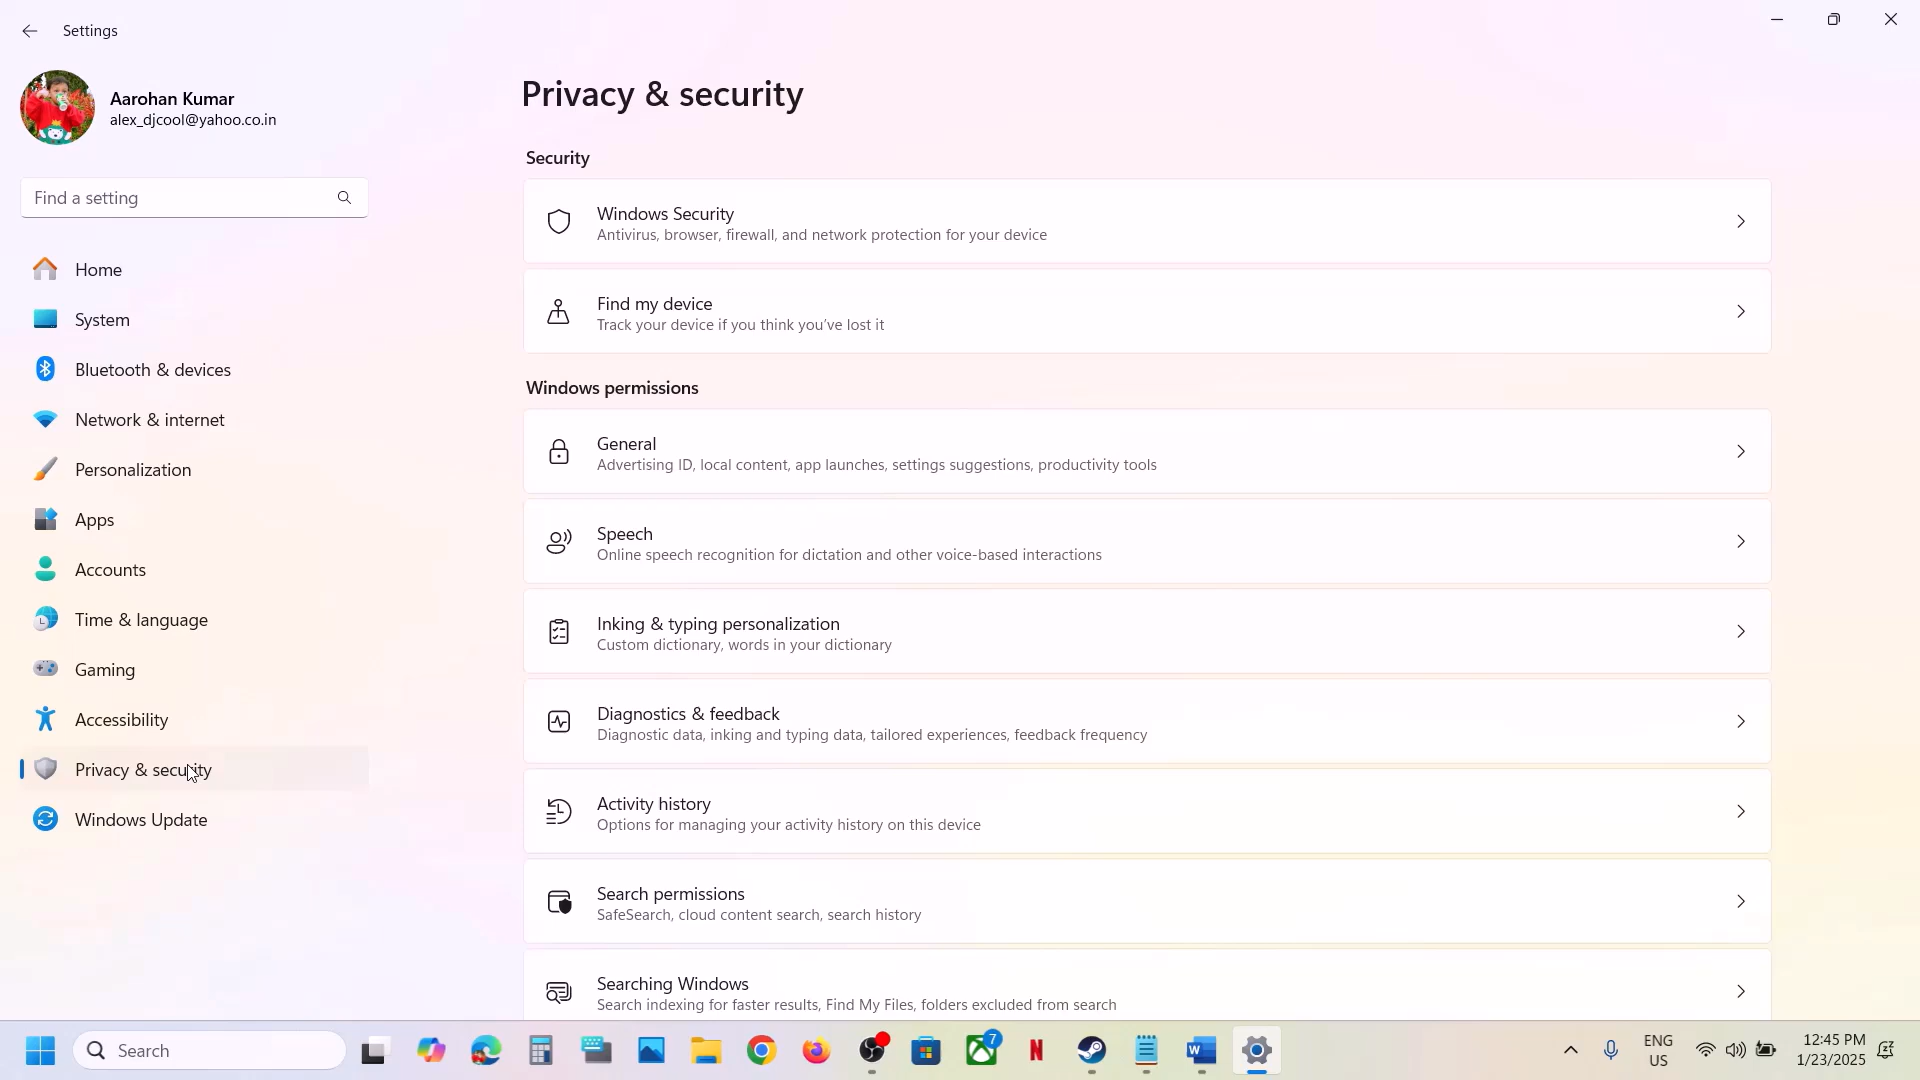 Settings
Aarohan Kumar
alex_djcool@yahoo.co.in
Find a setting
Home
System
Bluetooth & devices
Network & internet
Personalization
Apps
Accounts
Time & language
Gaming
Accessibility
Privacy & security
Windows Update
Privacy & security
Security
Windows Security
Antivirus, browser, firewall, and network protection for your device
Find my device
Track your device if you think you've lost it
Windows permissions
General
Advertising ID, local content, app launches, settings suggestions, productivity tools
Speech
Online speech recognition for dictation and other voice-based interactions
Inking & typing personalization
Custom dictionary, words in your dictionary
Diagnostics & feedback
Diagnostic data, inking and typing data, tailored experiences, feedback frequency
Activity history
Options for managing your activity history on this device
Search permissions
SafeSearch, cloud content search, search history
Searching Windows
Search indexing for faster results, Find My Files, folders excluded from search
Search
7
N
W
ENG
US
12:45 PM
1/23/2025